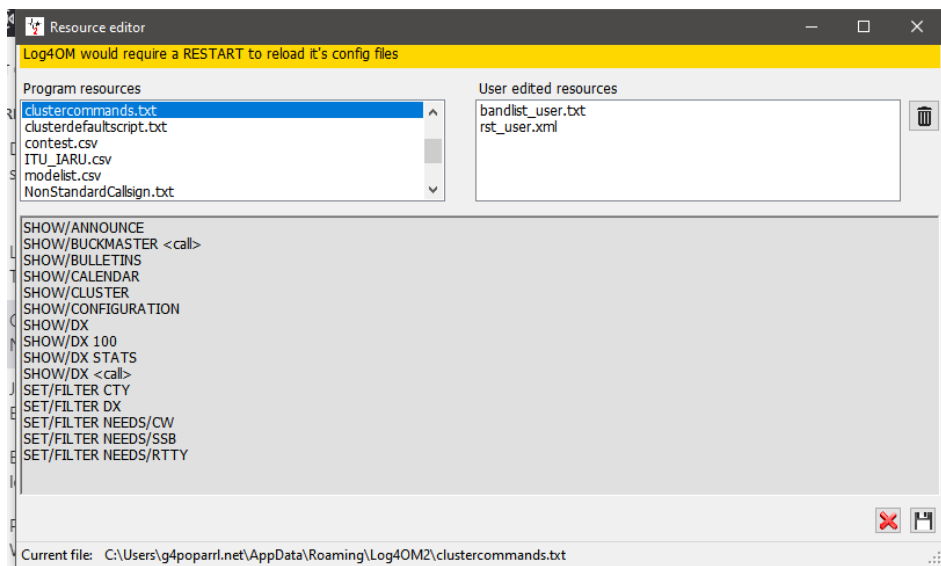 Resource editor
Log4OM would require a RESTART to reload it's config files
Program resources
User edited resources
clustercommands.txt
clusterdefaultscript.txt
contest.csv
ITU_IARU.csv
modelist.csv
NonStandardCallsign.txt
bandlist_user.txt
rst_user.xml
SHOW/ANNOUNCE
SHOW/BUCKMASTER <call>
SHOW/BULLETINS
SHOW/CALENDAR
SHOW/CLUSTER
SHOW/CONFIGURATION
SHOW/DX
SHOW/DX 100
SHOW/DX STATS
SHOW/DX <call>
SET/FILTER CTY
SET/FILTER DX
SET/FILTER NEEDS/CW
SET/FILTER NEEDS/SSB
SET/FILTER NEEDS/RTTY
Current file: C:\Users\g4poparrl.net\AppData\Roaming\Log4OM2\clustercommands.txt